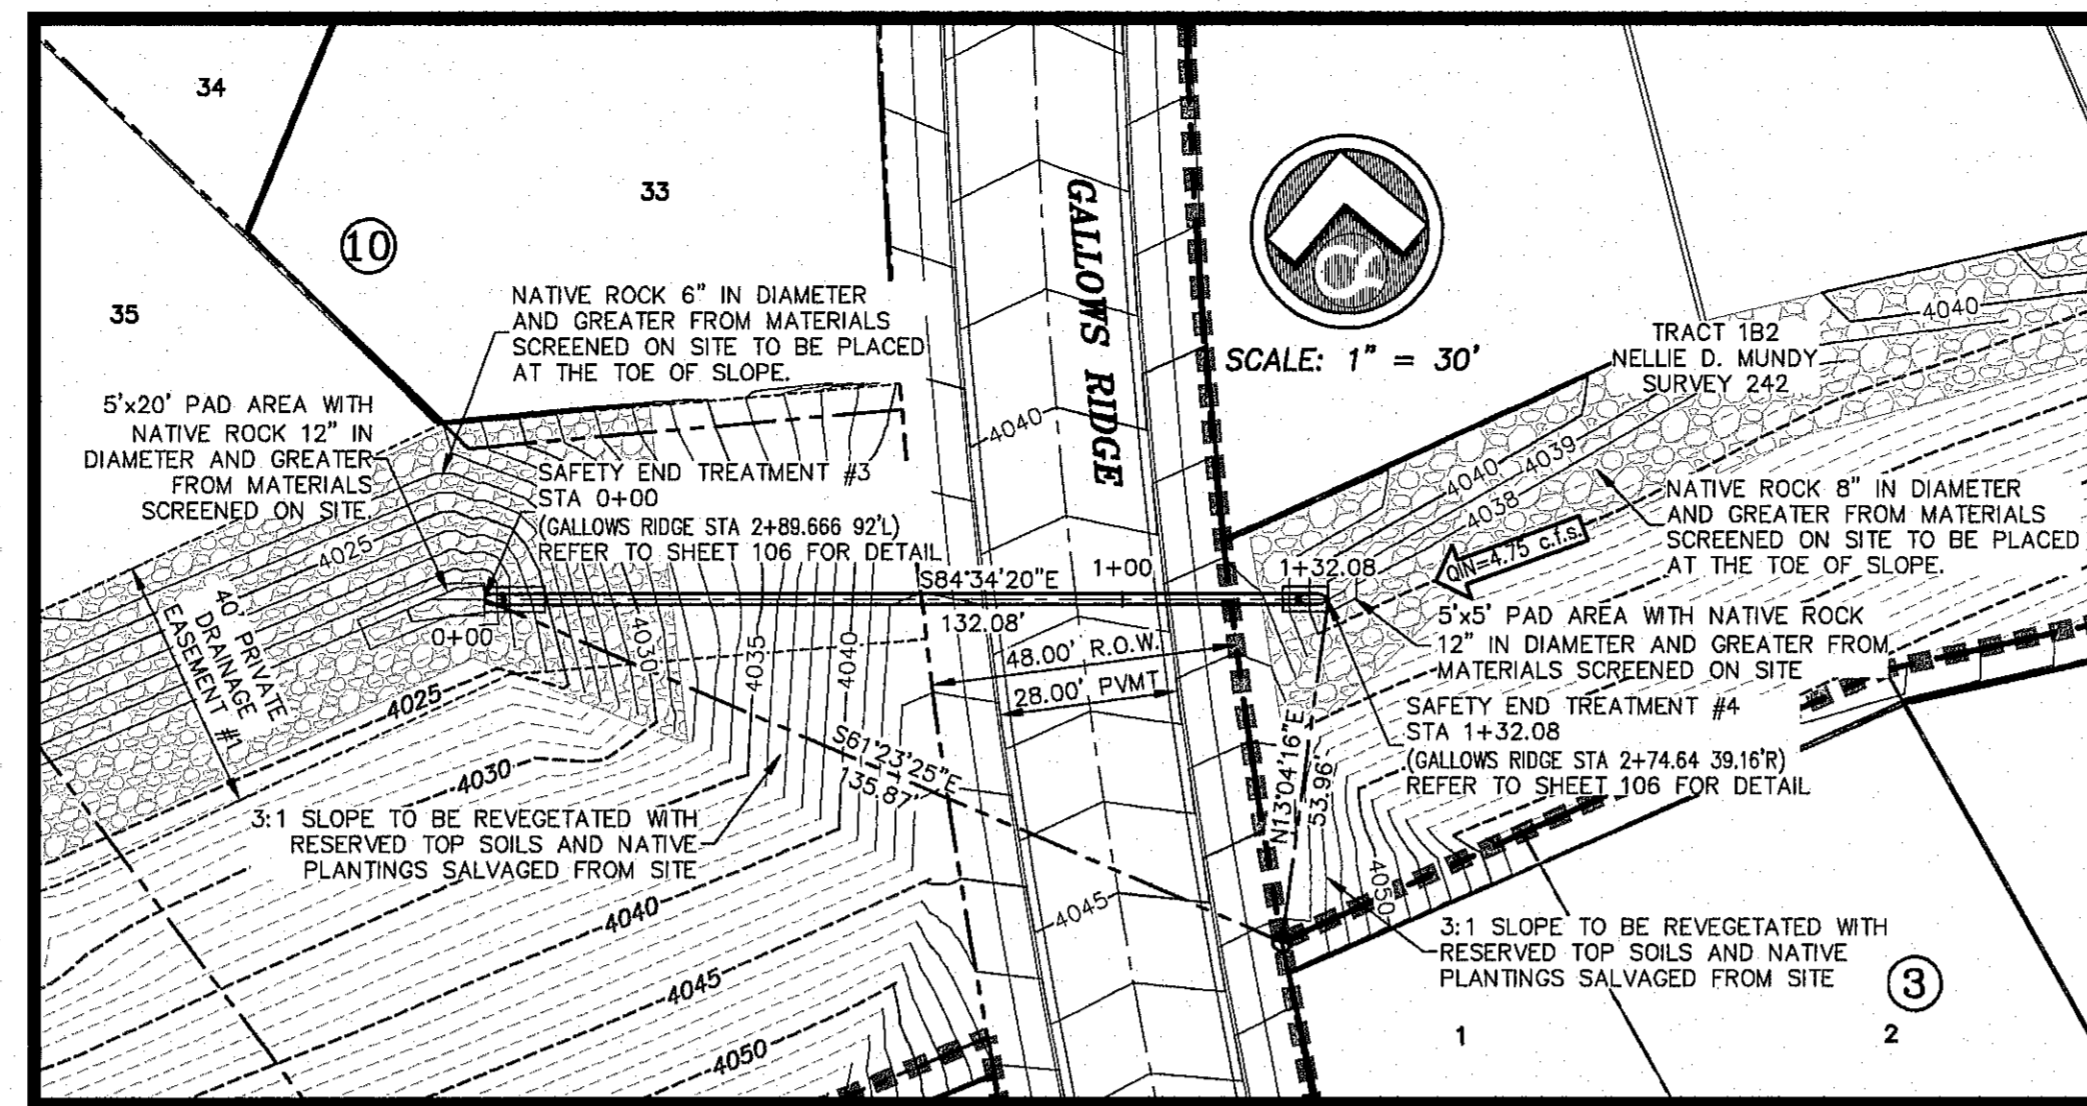 34
33
10
35
GALLOWS RIDGE
SCALE: 1" = 30'
NATIVE ROCK 6" IN DIAMETER
AND GREATER FROM MATERIALS
SCREENED ON SITE TO BE PLACED
AT THE TOE OF SLOPE.
5'x20' PAD AREA WITH
NATIVE ROCK 12" IN
DIAMETER AND GREATER
FROM MATERIALS
SCREENED ON SITE.
SAFETY END TREATMENT #3
STA 0+00
(GALLOWS RIDGE STA 2+89.666 92'L)
REFER TO SHEET 106 FOR DETAIL
4040
TRACT 1B2
NELLIE D. MUNDY
SURVEY 242
4040
4040
4039
4038
NATIVE ROCK 8" IN DIAMETER
AND GREATER FROM MATERIALS
SCREENED ON SITE TO BE PLACED
AT THE TOE OF SLOPE.
QIN=4.75 c.f.s.
4025
S84°34'20"E
132.08'
1+00
1+32.08
0+00
40' PRIVATE
DRAINAGE
EASEMENT #1
4030
4035
4040
48.00' R.O.W.
28.00' PVMT
5'x5' PAD AREA WITH NATIVE ROCK
12" IN DIAMETER AND GREATER FROM
MATERIALS SCREENED ON SITE
SAFETY END TREATMENT #4
STA 1+32.08
(GALLOWS RIDGE STA 2+74.64 39.16'R)
REFER TO SHEET 106 FOR DETAIL
4025
4030
S61°23'25"E
135.87'
N13°04'16"E
53.96'
3:1 SLOPE TO BE REVEGETATED WITH
RESERVED TOP SOILS AND NATIVE
PLANTINGS SALVAGED FROM SITE
4040
4045
4045
4050
4050
3:1 SLOPE TO BE REVEGETATED WITH
RESERVED TOP SOILS AND NATIVE
PLANTINGS SALVAGED FROM SITE
3
1
2